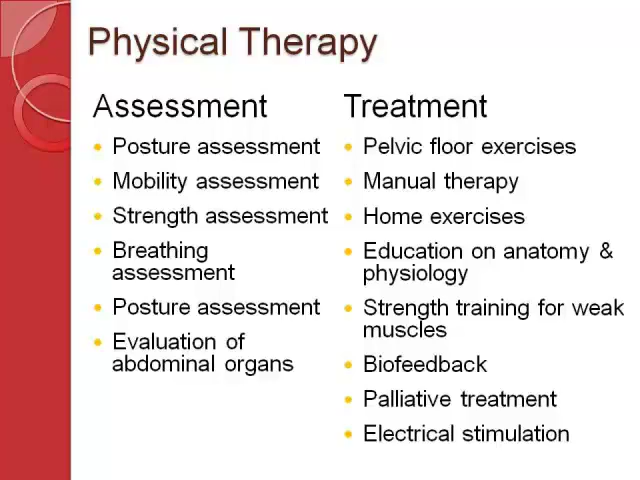 Physical Therapy
Assessment
Posture assessment
Mobility assessment
Strength assessment
Breathing
assessment
Posture assessment
Evaluation of
abdominal organs
Treatment
Pelvic floor exercises
Manual therapy
Home exercises
Education on anatomy &
physiology
Strength training for weak
muscles
Biofeedback
Palliative treatment
Electrical stimulation